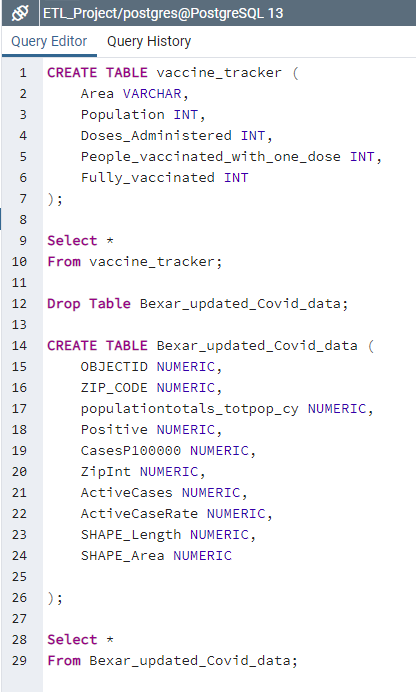 ETL_Project/postgres@PostgreSQL 13
Query Editor Query History
1 CREATE TABLE vaccine_tracker (
2 Area VARCHAR,
3 Population INT,
4 Doses_Administered INT,
5 People_vaccinated_with_one_dose INT,
6 Fully_vaccinated INT
7 );
8
9 Select *
10 From vaccine_tracker;
11
12 Drop Table Bexar_updated_Covid_data;
13
14 CREATE TABLE Bexar_updated_Covid_data (
15 OBJECTID NUMERIC,
16 ZIP_CODE NUMERIC,
17 populationtotals_totpop_cy NUMERIC,
18 Positive NUMERIC,
19 CasesP100000 NUMERIC,
20 ZipInt NUMERIC,
21 ActiveCases NUMERIC,
22 ActiveCaseRate NUMERIC,
23 SHAPE_Length NUMERIC,
24 SHAPE_Area NUMERIC
25
26 );
27
28 Select *
29 From Bexar_updated_Covid_data;